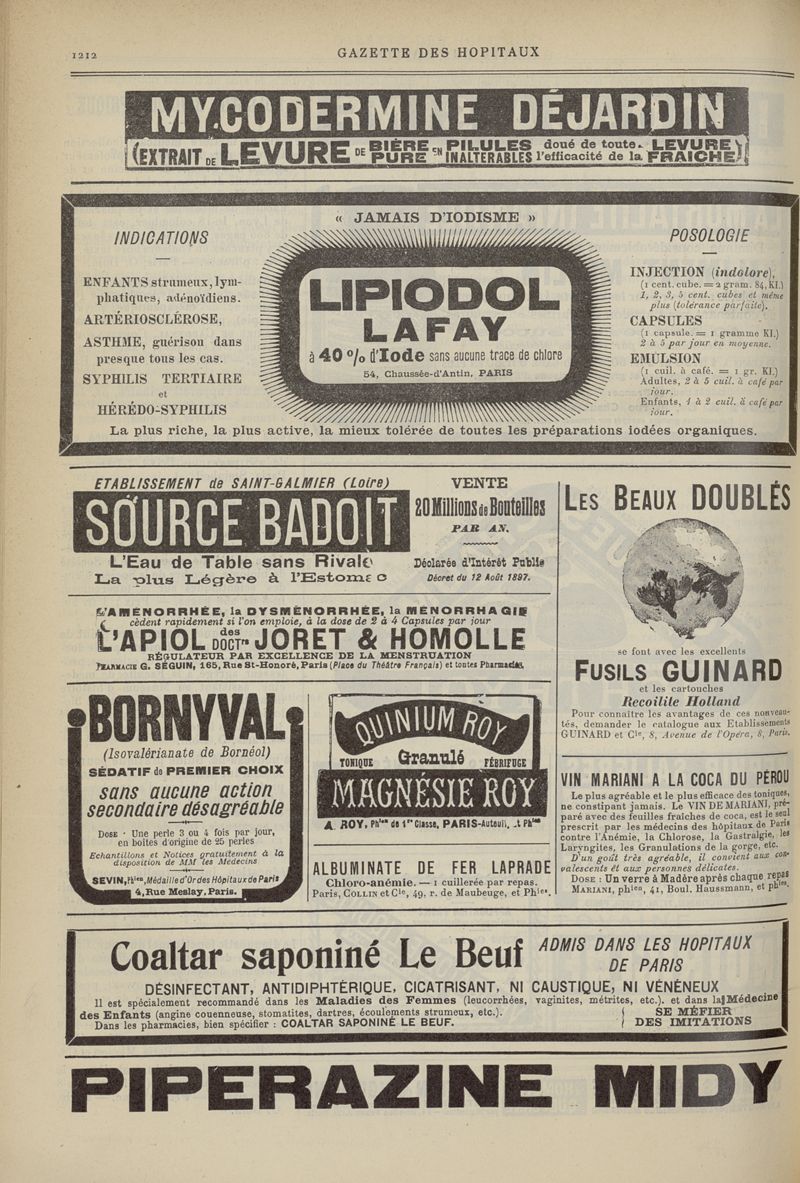 1212
GAZETTE DES HOPITAUX
MYCODERMINE DÉJARDIN
(EXTRAIT DE LEVURE DE BIÈRE PURE EN PILULES INALTÉRABLES doué de toute l'efficacité de la LEVURE FRAICHE)
« JAMAIS D'IODISME »
INDICATIONS
ENFANTS strumeux, lym-
phatiques, adénoïdiens.
ARTÉRIOSCLÉROSE,
ASTHME, guérison dans
presque tous les cas.
SYPHILIS TERTIAIRE
et
HÉRÉDO-SYPHILIS
LIPIODOL
LAFAY
à 40 % d'Iode sans aucune trace de chlore
54, Chaussée-d'Antin, PARIS
POSOLOGIE
INJECTION (indolore),
(1 cent. cube. = 2 gram. 84, KI.)
1, 2, 3, 5 cent. cubes et même
plus (tolérance parfaite).
CAPSULES
(1 capsule. = 1 gramme KI.)
2 à 5 par jour en moyenne.
EMULSION
(1 cuil. à café. = 1 gr. KI.)
Adultes, 2 à 5 cuil. à café par
jour.
Enfants, 1 à 2 cuil. à café par
jour.
La plus riche, la plus active, la mieux tolérée de toutes les préparations iodées organiques.
ETABLISSEMENT de SAINT-GALMIER (Loire)
SOURCE BADOIT
L'Eau de Table sans Rivale
La plus Légère à l'Estomac
VENTE
20 Millions de Bouteilles
PAR AN.
Déclarée d'Intérêt Public
Décret du 12 Août 1897.
L'AMÉNORRHÉE, la DYSMÉNORRHÉE, la MÉNORRHAGIE
cèdent rapidement si l'on emploie, à la dose de 2 à 4 Capsules par jour
L'APIOL des DOCTrs JORET & HOMOLLE
RÉGULATEUR PAR EXCELLENCE DE LA MENSTRUATION
PHARMACIE G. SÉGUIN, 165, Rue St-Honoré, Paris (Place du Théâtre Français) et toutes Pharmacies.
LES BEAUX DOUBLÉS
se font avec les excellents
FUSILS GUINARD
et les cartouches
Recoilite Holland
Pour connaître les avantages de ces nouveau-
tés, demander le catalogue aux Etablissements
GUINARD et Cie, 8, Avenue de l'Opéra, 8, Paris.
BORNYVAL
(Isovalérianate de Bornéol)
SÉDATIF de PREMIER CHOIX
sans aucune action
secondaire désagréable
DOSE : Une perle 3 ou 4 fois par jour,
en boîtes d'origine de 25 perles
Echantillons et Notices gratuitement à la
disposition de MM les Médecins
SEVIN, Phien, Médaille d'Or des Hôpitaux de Paris
4, Rue Meslay, Paris.
QUINIUM ROY
TONIQUE Granulé FÉBRIFUGE
MAGNÉSIE ROY
A. ROY, Phien de 1re Classe, PARIS-Auteuil, et Phies
ALBUMINATE DE FER LAPRADE
Chloro-anémie. — 1 cuillerée par repas.
Paris, COLLIN et Cie, 49, r. de Maubeuge, et Phies.
VIN MARIANI A LA COCA DU PÉROU
Le plus agréable et le plus efficace des toniques,
ne constipant jamais. Le VIN DE MARIANI, pré-
paré avec des feuilles fraîches de coca, est le seul
prescrit par les médecins des hôpitaux de Paris
contre l'Anémie, la Chlorose, la Gastralgie, les
Laryngites, les Granulations de la gorge, etc.
D'un goût très agréable, il convient aux con-
valescents et aux personnes délicates.
DOSE : Un verre à Madère après chaque repas
MARIANI, phien, 41, Boul. Haussmann, et phies.
Coaltar saponiné Le Beuf ADMIS DANS LES HOPITAUX
DE PARIS
DÉSINFECTANT, ANTIDIPHTÉRIQUE, CICATRISANT, NI CAUSTIQUE, NI VÉNÉNEUX
Il est spécialement recommandé dans les Maladies des Femmes (leucorrhées, vaginites, métrites, etc.). et dans la Médecine
des Enfants (angine couenneuse, stomatites, dartres, écoulements strumeux, etc.).
Dans les pharmacies, bien spécifier : COALTAR SAPONINÉ LE BEUF.
SE MÉFIER
DES IMITATIONS
PIPERAZINE MIDY